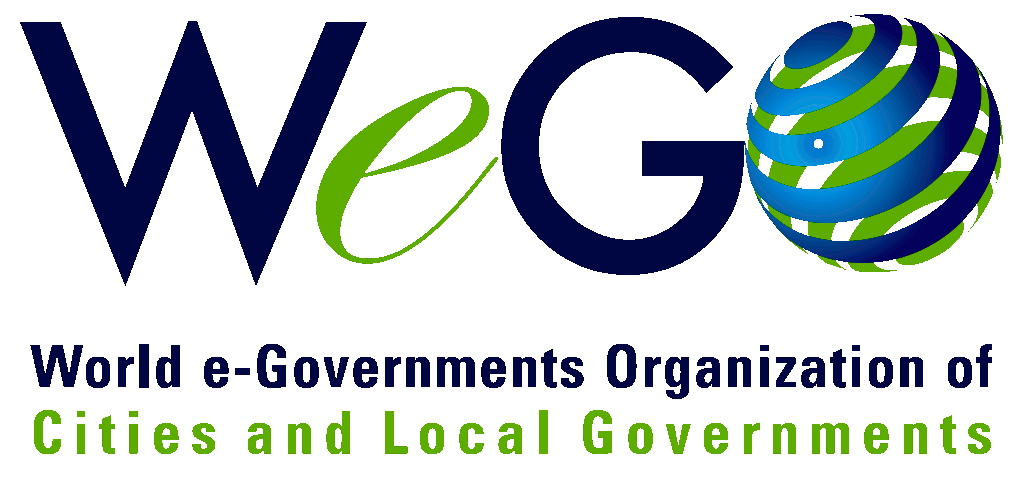 WeGO
World e-Governments Organization of
Cities and Local Governments